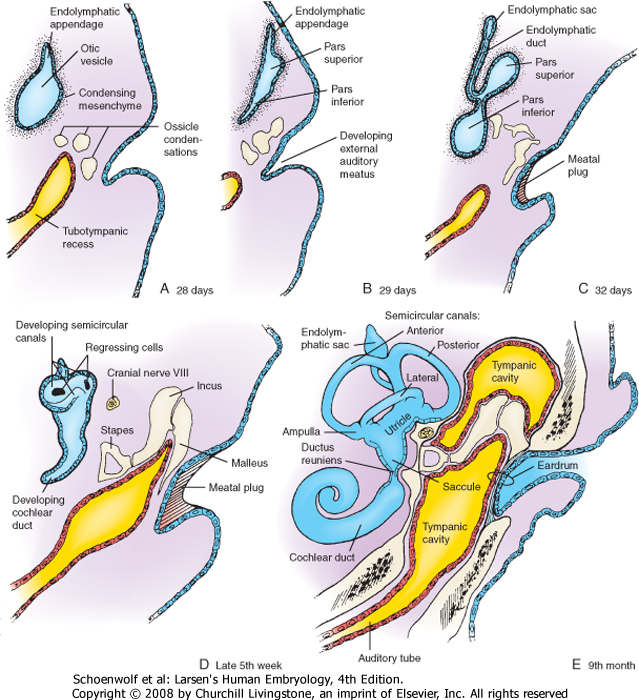 Endolymphatic
appendage
Otic
vesicle
Condensing
mesenchyme
Ossicle
conden-
sations
Tubotympanic
recess
A 28 days
Endolymphatic
appendage
Pars
superior
Pars
inferior
Developing
external
auditory
meatus
B 29 days
Endolymphatic sac
Endolymphatic
duct
Pars
superior
Pars
inferior
Meatal
plug
C 32 days
Developing semicircular
canals
Regressing cells
Cranial nerve VIII
Incus
Stapes
Malleus
Meatal plug
Developing
cochlear
duct
D Late 5th week
Semicircular canals:
Endolym-
phatic sac
Anterior
Posterior
Lateral
Tympanic
cavity
Utricle
Ampulla
Ductus
reuniens
Saccule
Eardrum
Tympanic
cavity
Cochlear duct
Auditory tube
E 9th month
Schoenwolf et al: Larsen's Human Embryology, 4th Edition.
Copyright © 2008 by Churchill Livingstone, an imprint of Elsevier, Inc. All rights reserved